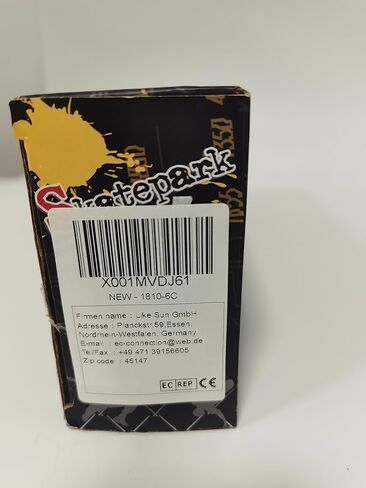 Skatepark
X001MVDJ61
NEW - 1810-6C
Firmen name : Like Sun GmbH
Adresse : Planckstr.59,Essen,
Nordrhein-Westfalen, Germany
E-mail : ec-connection@web.de
Tel/Fax : +49 471 39156605
Zip code : 45147
EC REP CE